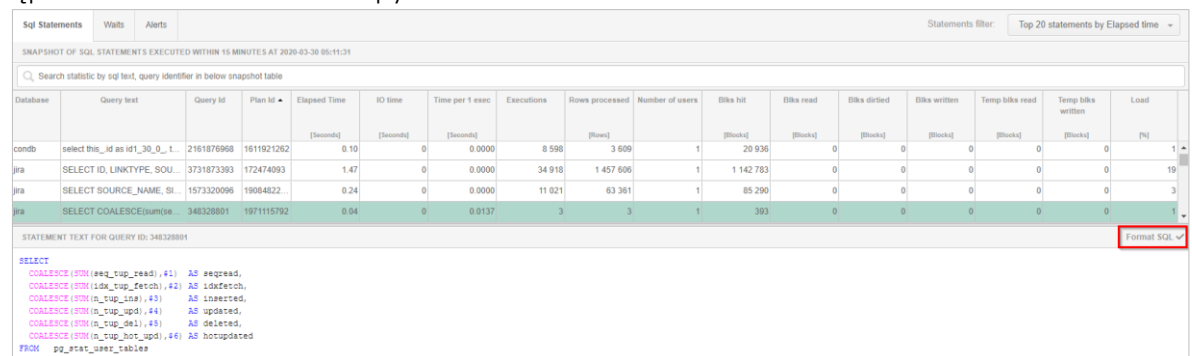 Sql Statements Waits Alerts Statements filter: Top 20 statements by Elapsed time
SNAPSHOT OF SQL STATEMENTS EXECUTED WITHIN 15 MINUTES AT 2020-03-30 05:11:31
Search statistic by sql text, query identifier in below snapshot table
Database Query text Query Id Plan Id Elapsed Time IO time Time per 1 exec Executions Rows processed Number of users Blks hit Blks read Blks dirtied Blks written Temp blks read Temp blks written Load
[Seconds] [Seconds] [Seconds] [Rows] [Blocks] [Blocks] [Blocks] [Blocks] [Blocks] [Blocks] [%]
condb select this_.id as id1_30_0_, t... 2161876968 1611921262 0.10 0 0.0000 8 598 3 609 1 20 936 0 0 0 0 0 1
jira SELECT ID, LINKTYPE, SOU... 3731873393 172474093 1.47 0 0.0000 34 918 1 457 606 1 1 142 783 0 0 0 0 0 19
jira SELECT SOURCE_NAME, SI... 1573320096 19084822... 0.24 0 0.0000 11 021 63 361 1 85 290 0 0 0 0 0 3
jira SELECT COALESCE(sum(se... 348328801 1971115792 0.04 0 0.0137 3 3 1 393 0 0 0 0 0 1
STATEMENT TEXT FOR QUERY ID: 348328801 Format SQL
SELECT
COALESCE(SUM(seq_tup_read),$1) AS seqread,
COALESCE(SUM(idx_tup_fetch),$2) AS idxfetch,
COALESCE(SUM(n_tup_ins),$3) AS inserted,
COALESCE(SUM(n_tup_upd),$4) AS updated,
COALESCE(SUM(n_tup_del),$5) AS deleted,
COALESCE(SUM(n_tup_hot_upd),$6) AS hotupdated
FROM pg_stat_user_tables